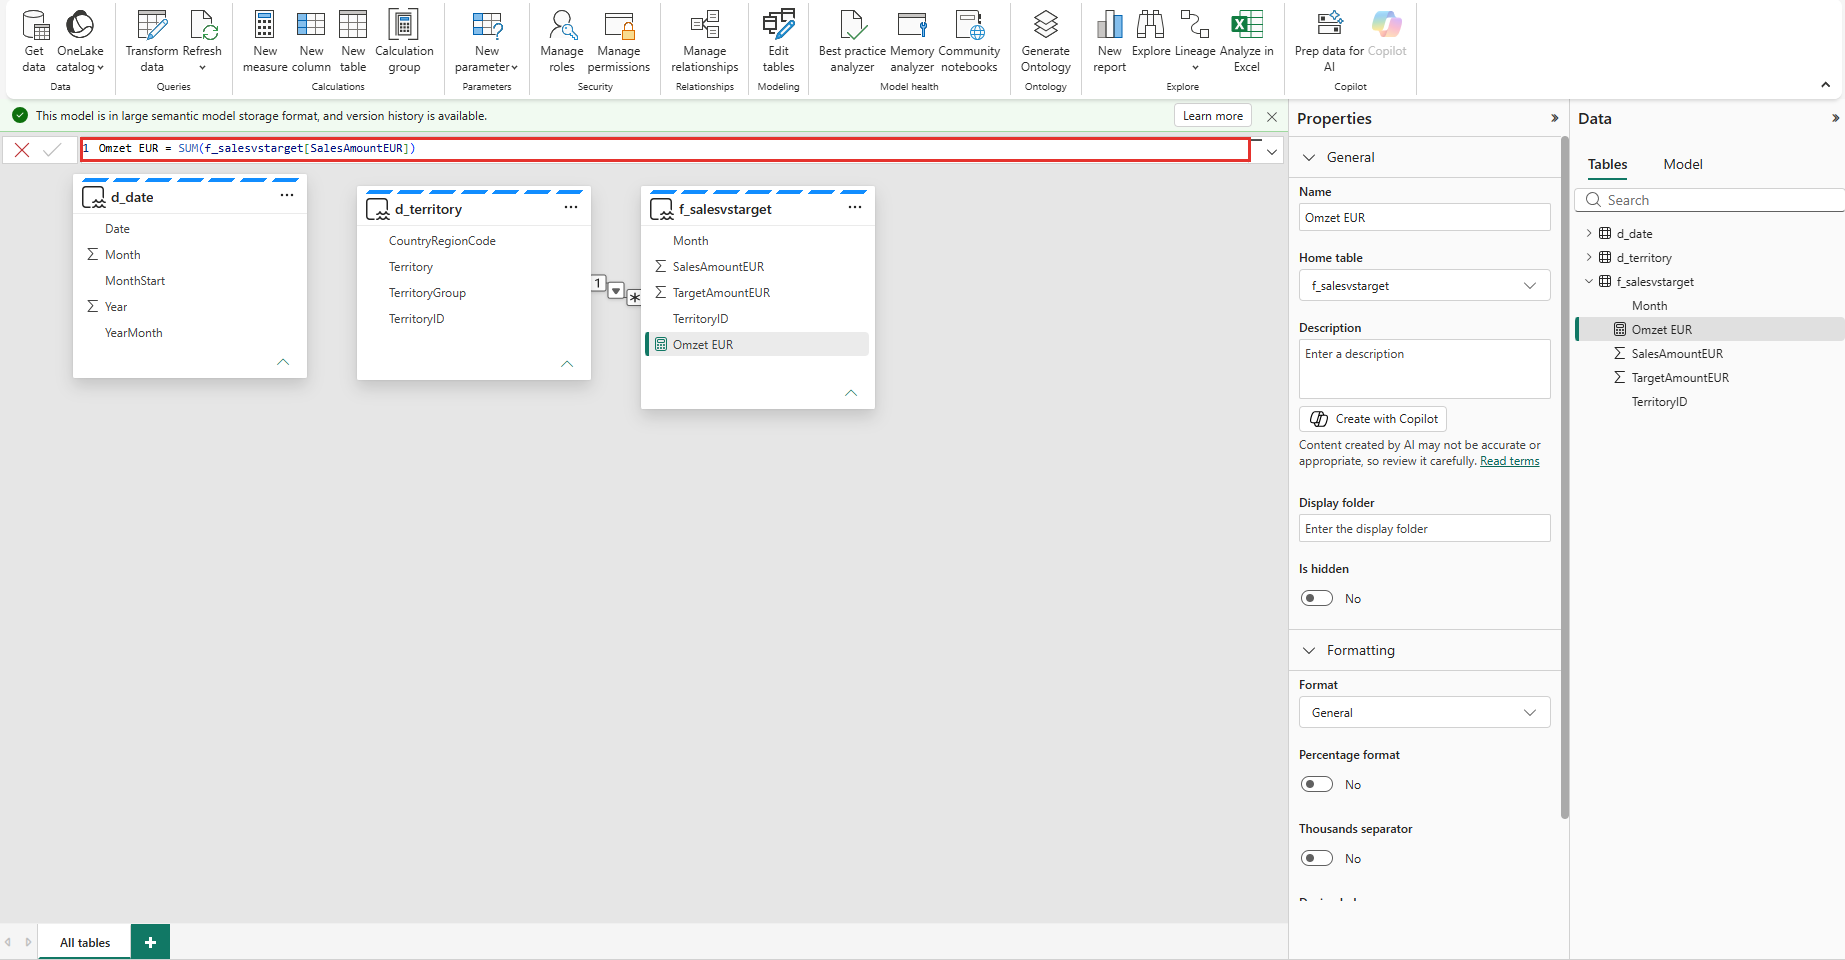 Get data
OneLake catalog
Transform data
Refresh
New measure
New column
New table
Calculation group
New parameter
Manage roles
Manage permissions
Manage relationships
Edit tables
Best practice analyzer
Memory analyzer
Community notebooks
Generate Ontology
New report
Explore
Lineage
Analyze in Excel
Prep data for AI
Copilot
Data
Queries
Calculations
Parameters
Security
Relationships
Modeling
Model health
Ontology
Explore
Copilot
This model is in large semantic model storage format, and version history is available.
Learn more
1 Omzet EUR = SUM(f_salesvstarget[SalesAmountEUR])
d_date
Date
Month
MonthStart
Year
YearMonth
d_territory
CountryRegionCode
Territory
TerritoryGroup
TerritoryID
1
*
f_salesvstarget
Month
SalesAmountEUR
TargetAmountEUR
TerritoryID
Omzet EUR
All tables
+
Properties
General
Name
Omzet EUR
Home table
f_salesvstarget
Description
Enter a description
Create with Copilot
Content created by AI may not be accurate or
appropriate, so review it carefully. Read terms
Display folder
Enter the display folder
Is hidden
No
Formatting
Format
General
Percentage format
No
Thousands separator
No
Data
Tables
Model
Search
d_date
d_territory
f_salesvstarget
Month
Omzet EUR
SalesAmountEUR
TargetAmountEUR
TerritoryID